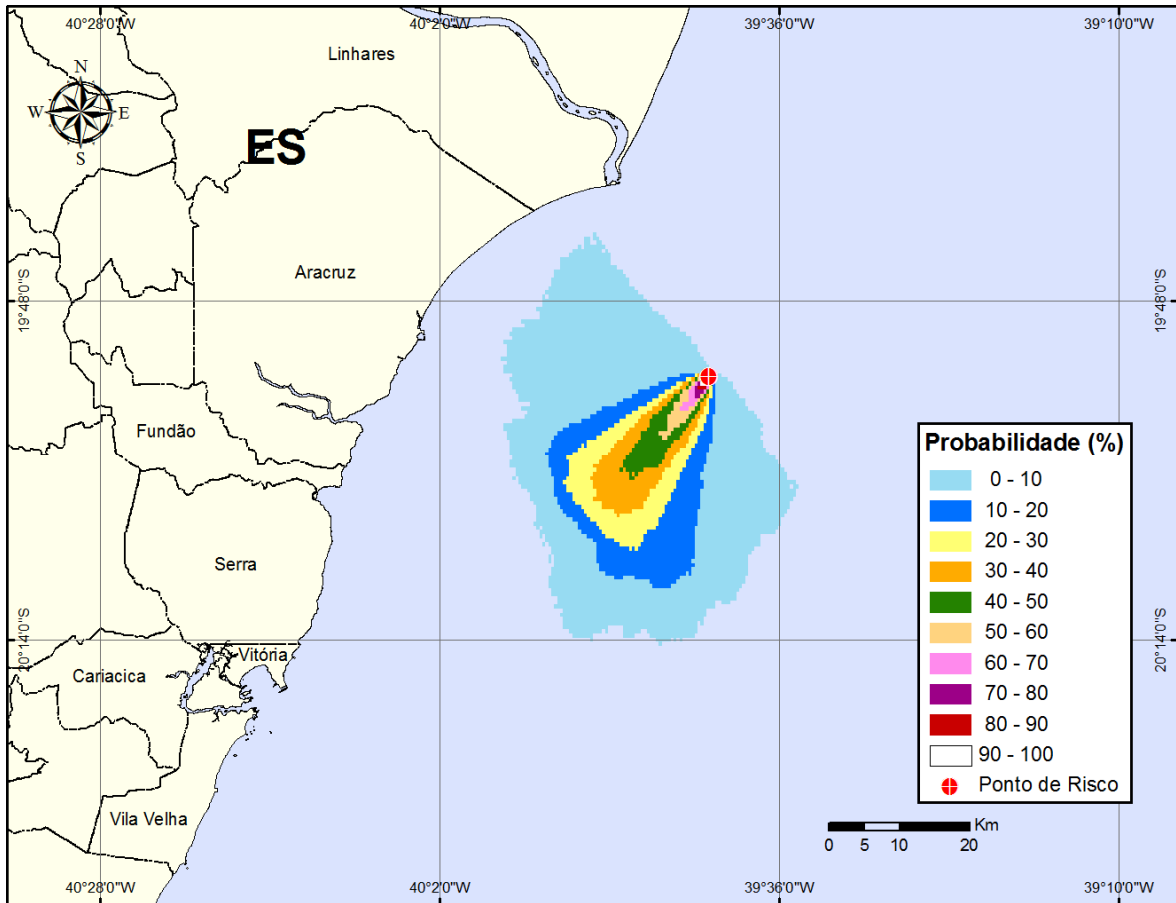 40°28'0"W
40°2'0"W
39°36'0"W
39°10'0"W
Linhares
N
W
E
S
ES
Aracruz
19°48'0"S
19°48'0"S
Fundão
Probabilidade (%)
0 - 10
10 - 20
20 - 30
30 - 40
40 - 50
50 - 60
60 - 70
70 - 80
80 - 90
90 - 100
Ponto de Risco
Serra
20°14'0"S
20°14'0"S
Vitória
Cariacica
Vila Velha
Km
0 5 10 20
40°28'0"W
40°20'0"W
39°36'0"W
39°10'0"W